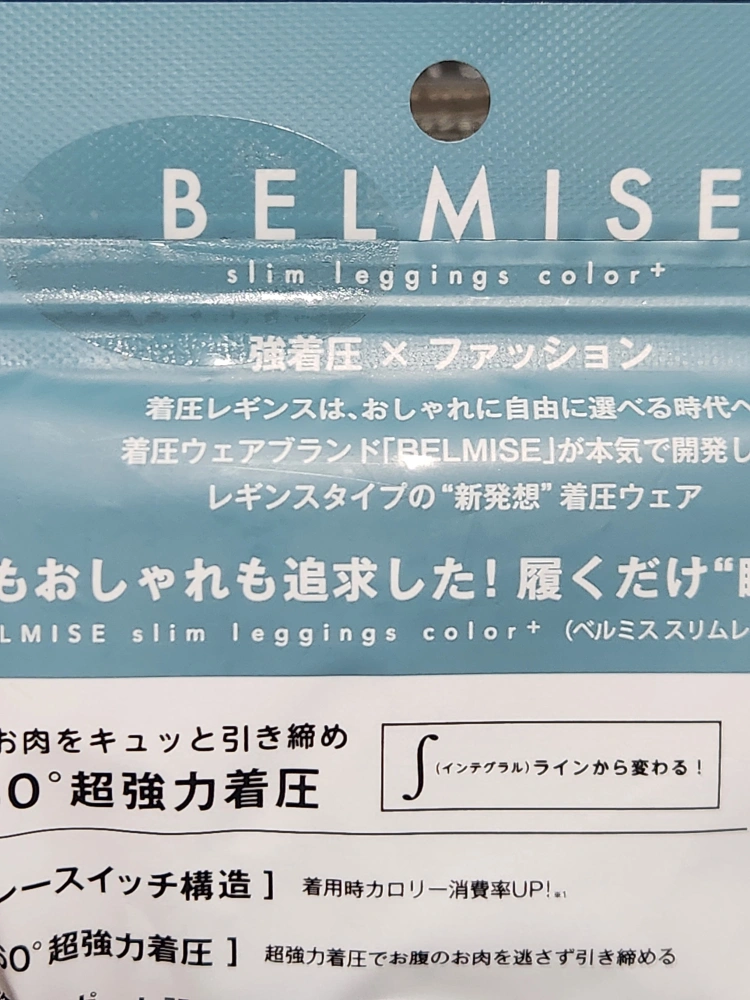 BELMISE
slim leggings color+
強着圧 × ファッション
着圧レギンスは、おしゃれに自由に選べる時代へ
着圧ウェアブランド「BELMISE」が本気で開発し
レギンスタイプの“新発想”着圧ウェア
もおしゃれも追求した！履くだけ“
LMISE slim leggings color+ （ベルミス スリムレ
お肉をキュッと引き締め
0°超強力着圧
∫（インテグラル）ラインから変わる！
レースイッチ構造］ 着用時カロリー消費率UP!※1
60°超強力着圧］ 超強力着圧でお腹のお肉を逃さず引き締める